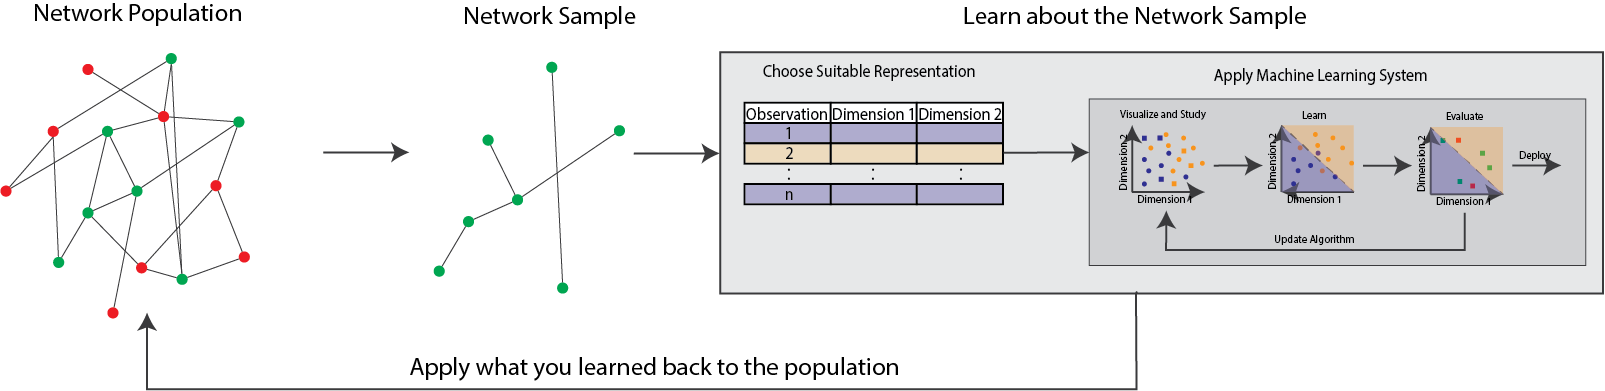 Network Population
Network Sample
Learn about the Network Sample
Choose Suitable Representation
Observation Dimension 1 Dimension 2
1
2
: : :
n
Apply Machine Learning System
Visualize and Study
Dimension 2
Dimension 1
Learn
Dimension 2
Dimension 1
Evaluate
Dimension 2
Dimension 1
Deploy
Update Algorithm
Apply what you learned back to the population